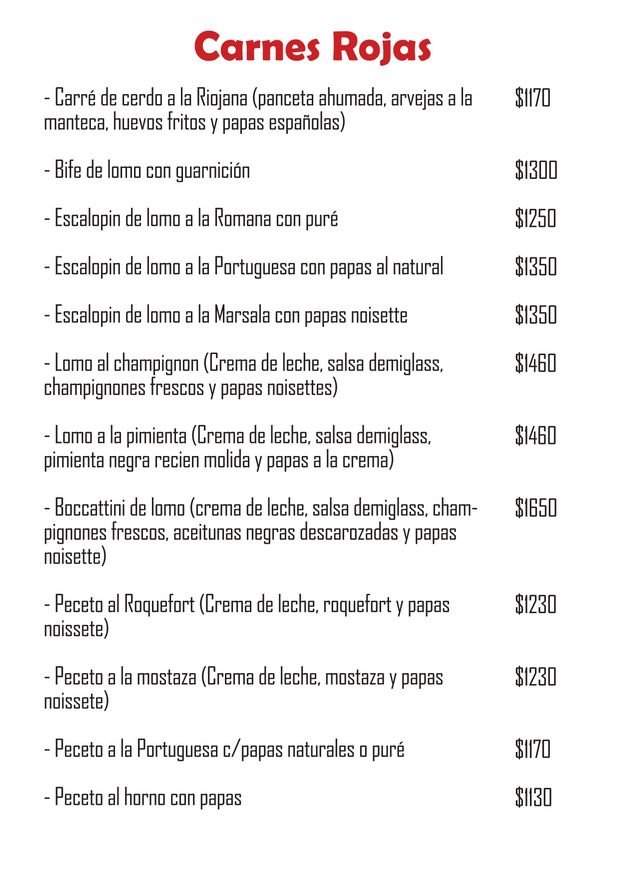 Carnes Rojas
- Carré de cerdo a la Riojana (panceta ahumada, arvejas a la $1170
manteca, huevos fritos y papas españolas)
- Bife de lomo con guarnición $1300
- Escalopin de lomo a la Romana con puré $1250
- Escalopin de lomo a la Portuguesa con papas al natural $1350
- Escalopin de lomo a la Marsala con papas noisette $1350
- Lomo al champignon (Crema de leche, salsa demiglass, $1460
champignones frescos y papas noisettes)
- Lomo a la pimienta (Crema de leche, salsa demiglass, $1460
pimienta negra recien molida y papas a la crema)
- Boccattini de lomo (crema de leche, salsa demiglass, cham- $1650
pignones frescos, aceitunas negras descarozadas y papas
noisette)
- Peceto al Roquefort (Crema de leche, roquefort y papas $1230
noissete)
- Peceto a la mostaza (Crema de leche, mostaza y papas $1230
noissete)
- Peceto a la Portuguesa c/papas naturales o puré $1170
- Peceto al horno con papas $1130